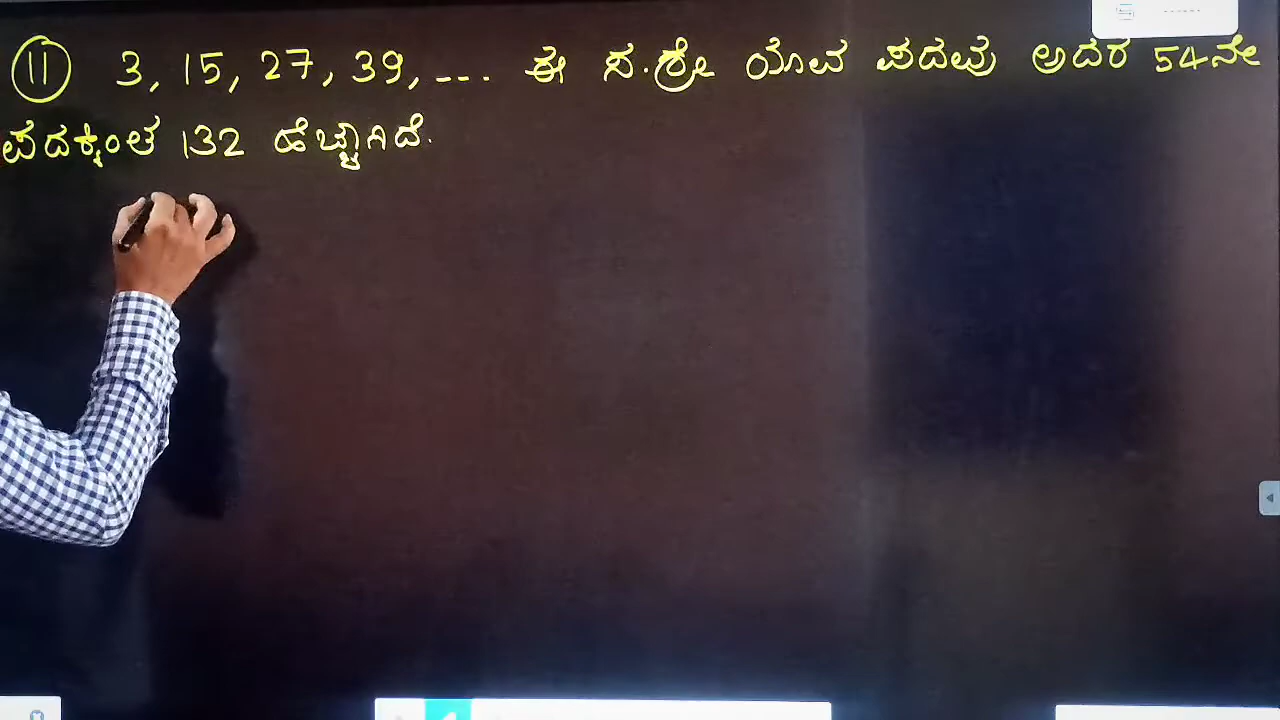 11 3, 15, 27, 39, --- ಈ ಸ.ಶ್ರೇ ಯಾವ ಪದವು ಅದರ 54ನೇ
ಪದಕ್ಕಿಂತ 132 ಹೆಚ್ಚಾಗಿದೆ.